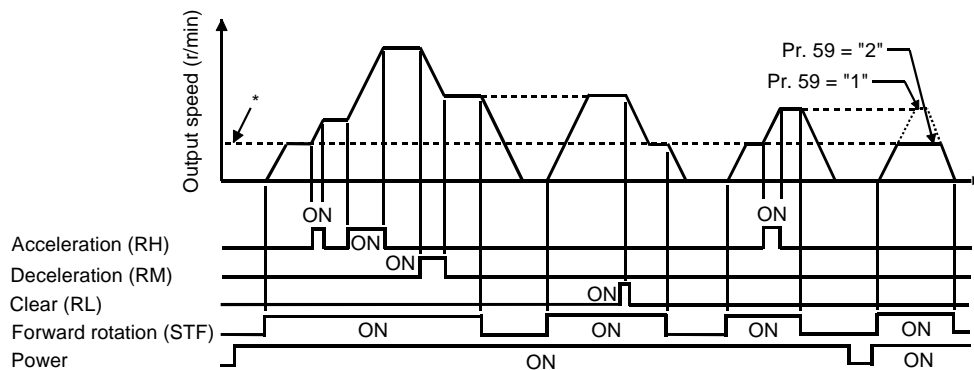 Output speed (r/min)
*
Pr. 59 = "2"
Pr. 59 = "1"
ON
ON
Acceleration (RH)
ON
Deceleration (RM)
ON
Clear (RL)
ON
Forward rotation (STF)
ON
ON
ON
ON
Power
ON
ON